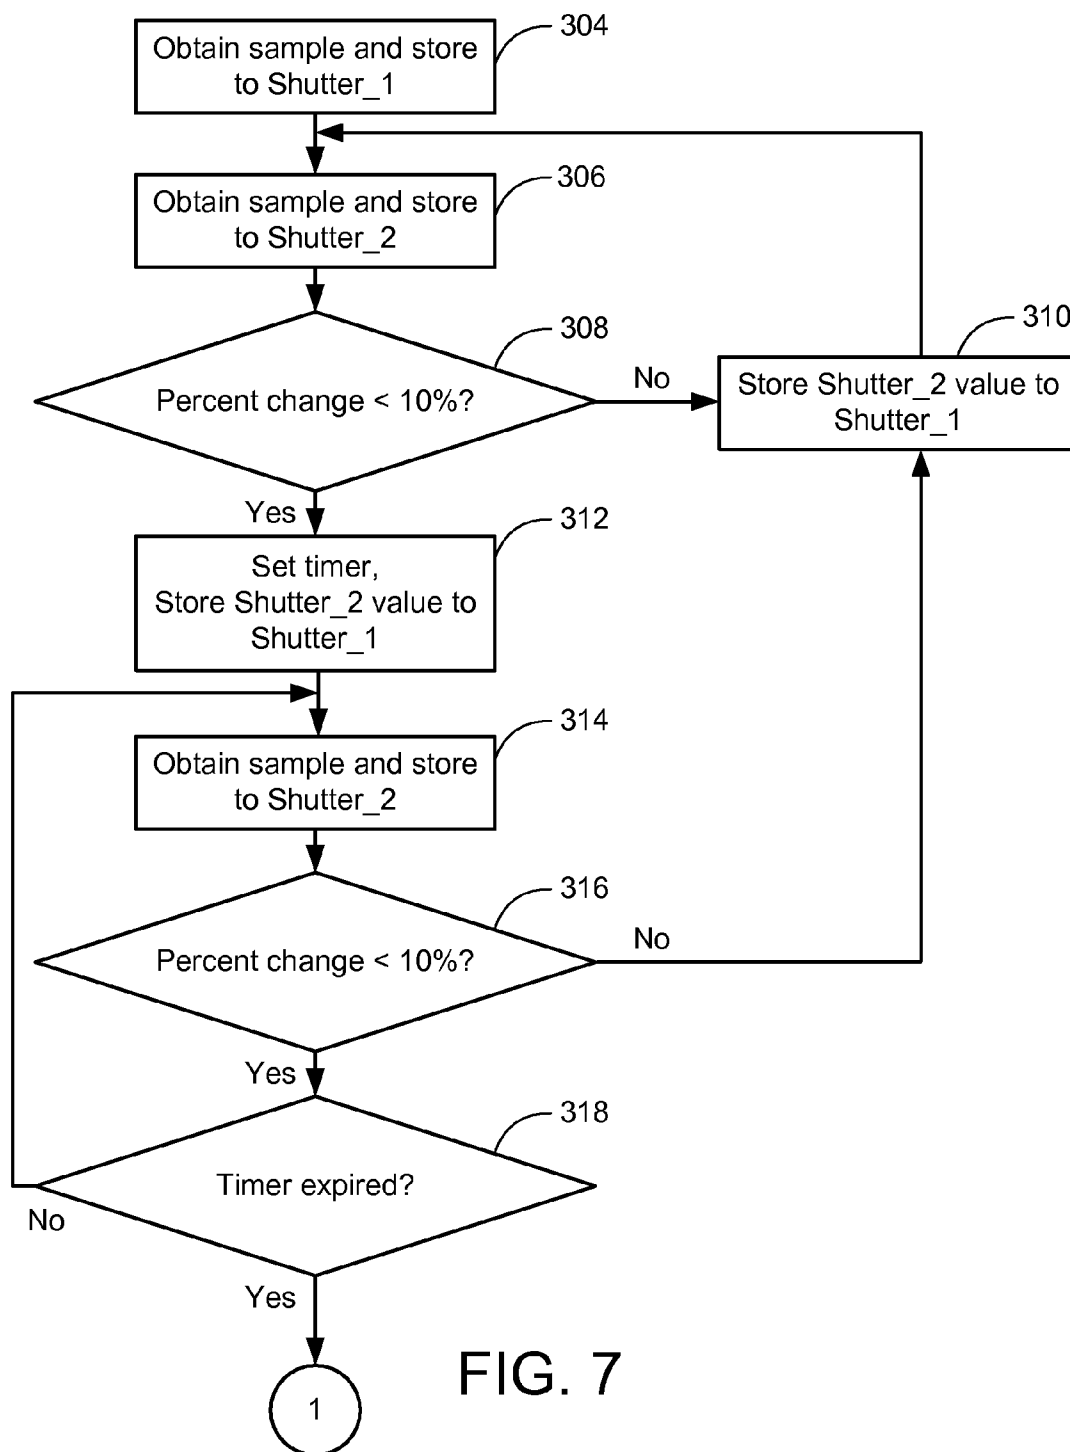 304
Obtain sample and store
to Shutter_1
306
Obtain sample and store
to Shutter_2
308
Percent change < 10%?
No
310
Store Shutter_2 value to
Shutter_1
Yes
312
Set timer,
Store Shutter_2 value to
Shutter_1
314
Obtain sample and store
to Shutter_2
316
Percent change < 10%?
No
Yes
318
Timer expired?
No
Yes
1
FIG. 7